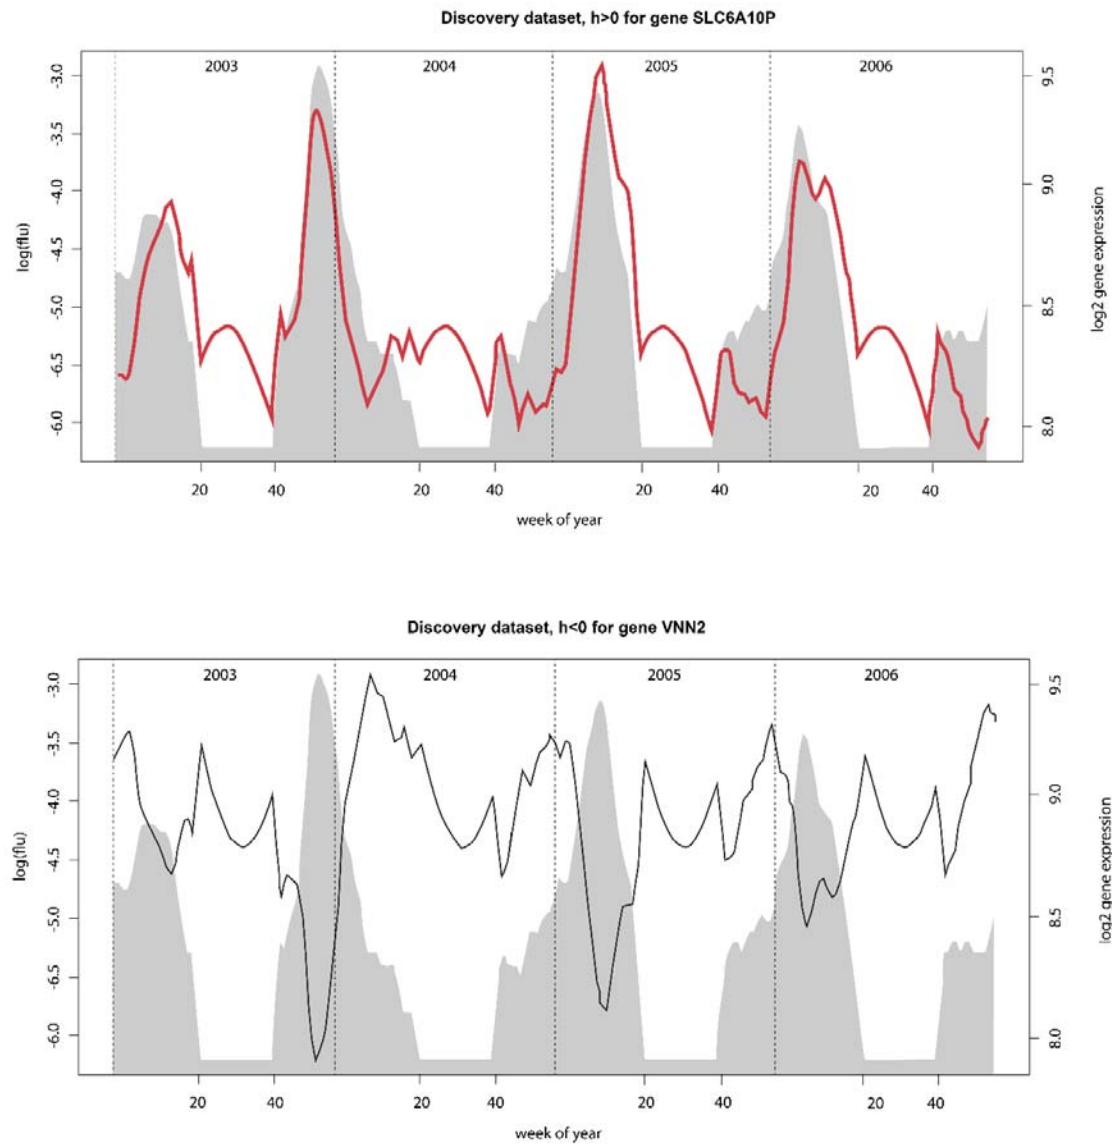 Discovery dataset, h>0 for gene SLC6A10P
2003 2004 2005 2006
-3.0
-3.5
-4.0
-4.5
-5.0
-6.5
-6.0
log(flu)
9.5
9.0
8.5
8.0
log2 gene expression
20 40 20 40 20 40 20 40
week of year
Discovery dataset, h<0 for gene VNN2
2003 2004 2005 2006
-3.0
-3.5
-4.0
-4.5
-5.0
-6.5
-6.0
log(flu)
9.5
9.0
8.5
8.0
log2 gene expression
20 40 20 40 20 40 20 40
week of year